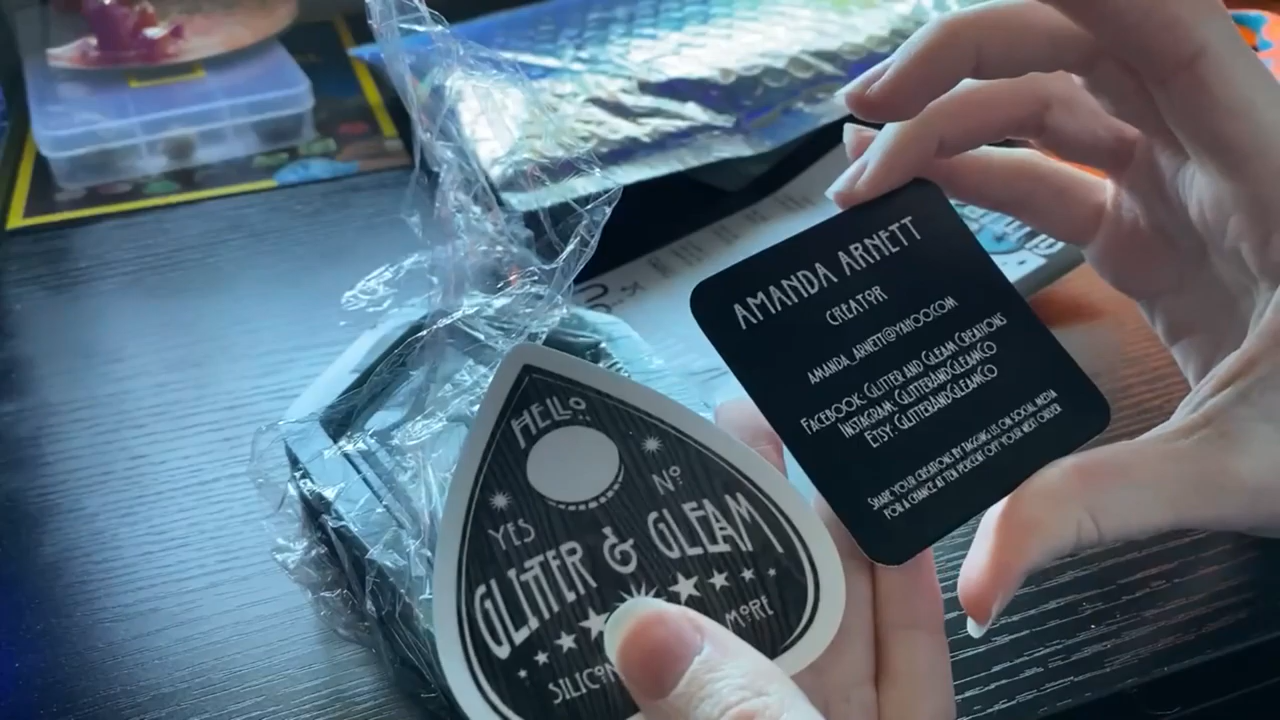 HELLO
YES
NO
GLITTER & GLEAM
MORE
AMANDA ARNETT
CREATOR
AMANDA_ARNETT@YAHOO.COM
FACEBOOK: GLITTER AND GLEAM CREATIONS
INSTAGRAM: GLITTERANDGLEAMCO
ETSY: GLITTERANDGLEAMCO
SHARE YOUR CREATIONS BY TAGGING US ON SOCIAL MEDIA
FOR A CHANCE AT TEN PERCENT OFF YOUR NEXT ORDER